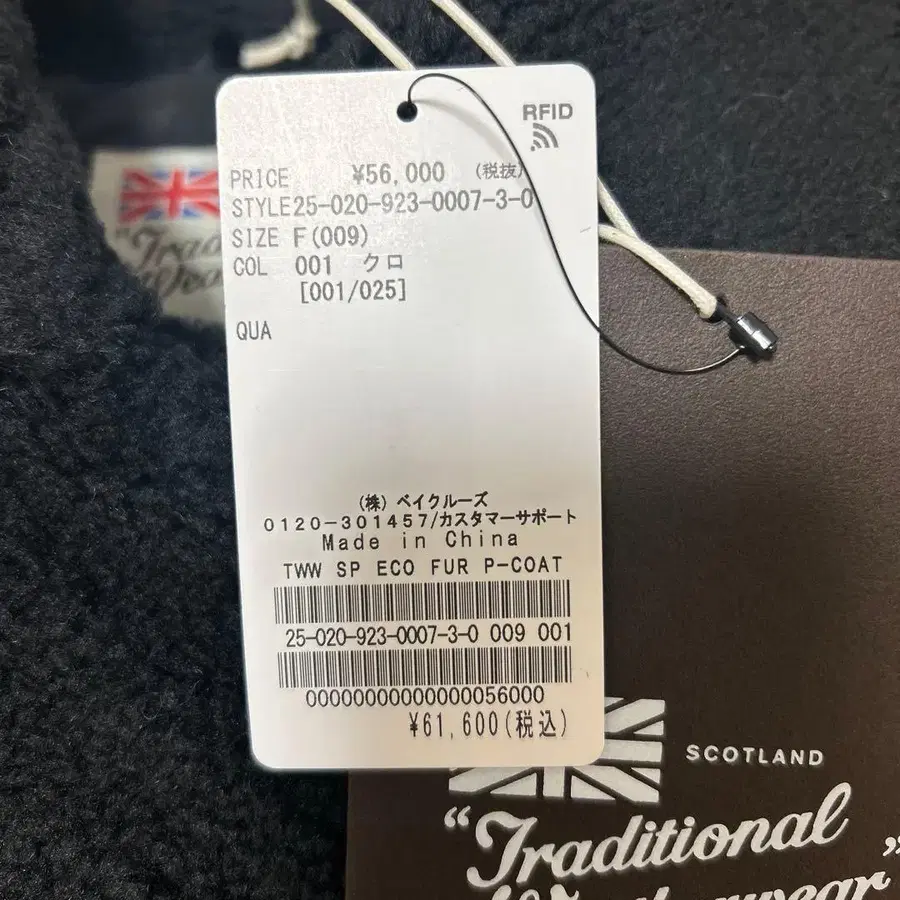 RFID
PRICE ¥56,000 (税抜)
STYLE25-020-923-0007-3-0
SIZE F(009)
COL 001 クロ
[001/025]
QUA
(株) ベイクルーズ
0120-301457/カスタマーサポート
Made in China
TWW SP ECO FUR P-COAT
25-020-923-0007-3-0 009 001
00000000000000056000
¥61,600(税込)
SCOTLAND
"Traditional